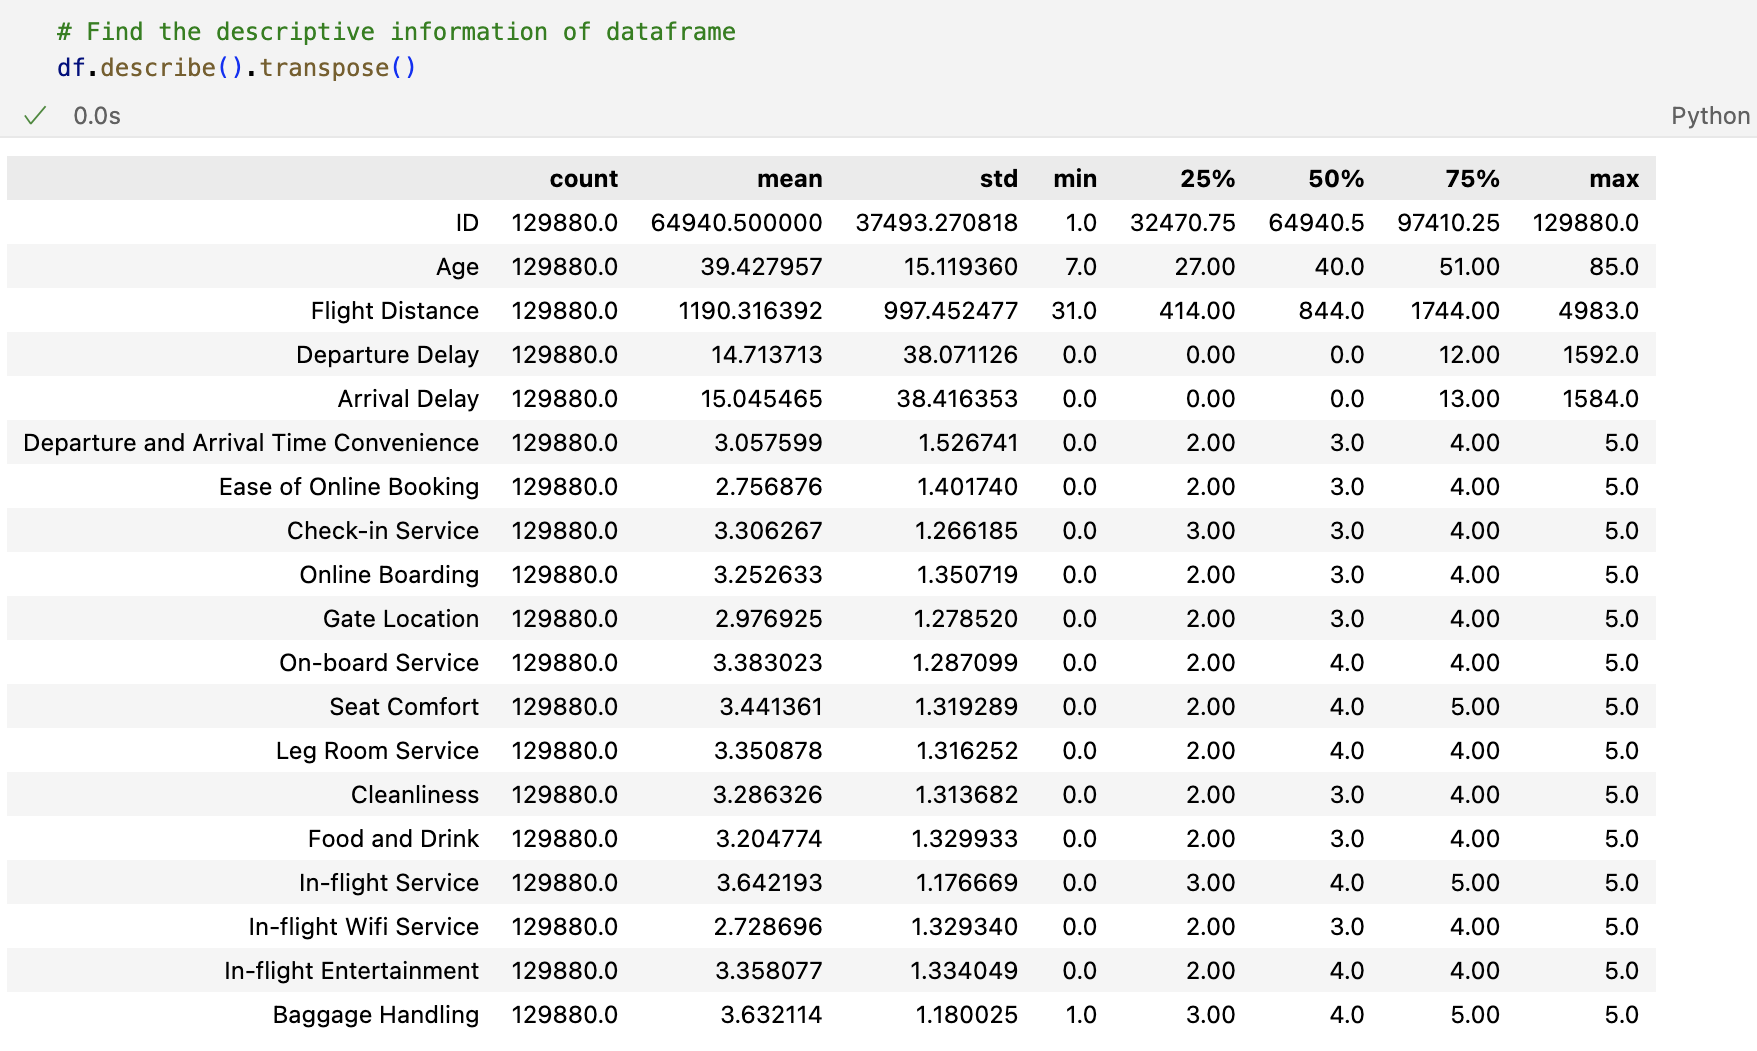 # Find the descriptive information of dataframe
df.describe().transpose()
0.0s
Python
count mean std min 25% 50% 75% max
ID 129880.0 64940.500000 37493.270818 1.0 32470.75 64940.5 97410.25 129880.0
Age 129880.0 39.427957 15.119360 7.0 27.00 40.0 51.00 85.0
Flight Distance 129880.0 1190.316392 997.452477 31.0 414.00 844.0 1744.00 4983.0
Departure Delay 129880.0 14.713713 38.071126 0.0 0.00 0.0 12.00 1592.0
Arrival Delay 129880.0 15.045465 38.416353 0.0 0.00 0.0 13.00 1584.0
Departure and Arrival Time Convenience 129880.0 3.057599 1.526741 0.0 2.00 3.0 4.00 5.0
Ease of Online Booking 129880.0 2.756876 1.401740 0.0 2.00 3.0 4.00 5.0
Check-in Service 129880.0 3.306267 1.266185 0.0 3.00 3.0 4.00 5.0
Online Boarding 129880.0 3.252633 1.350719 0.0 2.00 3.0 4.00 5.0
Gate Location 129880.0 2.976925 1.278520 0.0 2.00 3.0 4.00 5.0
On-board Service 129880.0 3.383023 1.287099 0.0 2.00 4.0 4.00 5.0
Seat Comfort 129880.0 3.441361 1.319289 0.0 2.00 4.0 5.00 5.0
Leg Room Service 129880.0 3.350878 1.316252 0.0 2.00 4.0 4.00 5.0
Cleanliness 129880.0 3.286326 1.313682 0.0 2.00 3.0 4.00 5.0
Food and Drink 129880.0 3.204774 1.329933 0.0 2.00 3.0 4.00 5.0
In-flight Service 129880.0 3.642193 1.176669 0.0 3.00 4.0 5.00 5.0
In-flight Wifi Service 129880.0 2.728696 1.329340 0.0 2.00 3.0 4.00 5.0
In-flight Entertainment 129880.0 3.358077 1.334049 0.0 2.00 4.0 4.00 5.0
Baggage Handling 129880.0 3.632114 1.180025 1.0 3.00 4.0 5.00 5.0